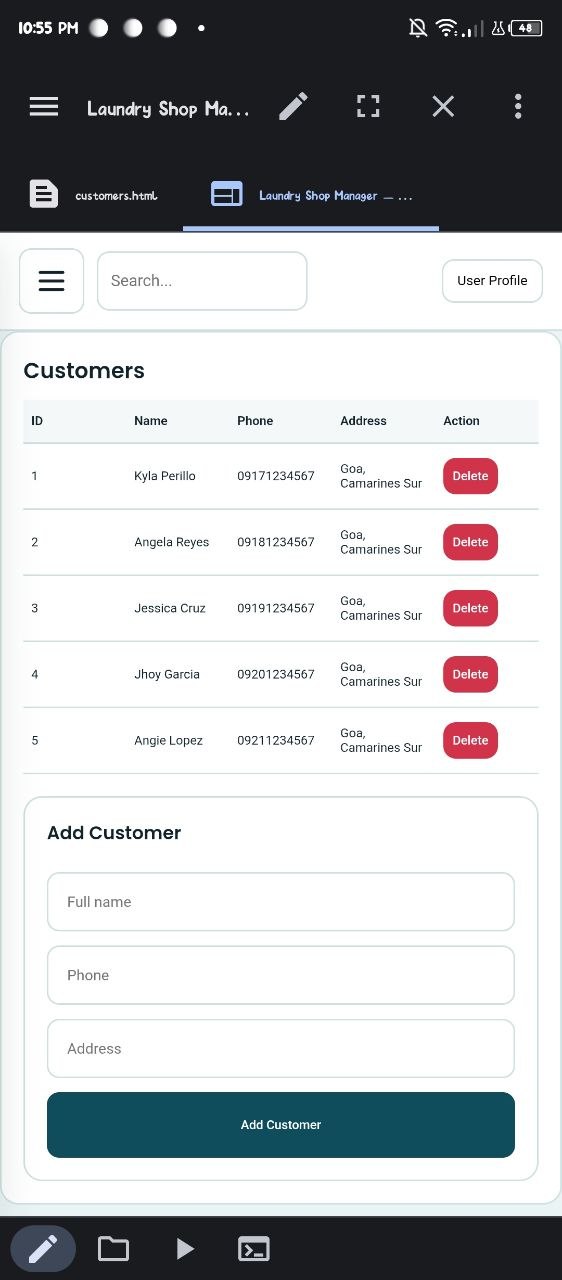 10:55 PM
48
Laundry Shop Ma...
customers.html
Laundry Shop Manager — ...
Search...
User Profile
Customers
ID Name Phone Address Action
1 Kyla Perillo 09171234567 Goa,
Camarines Sur Delete
2 Angela Reyes 09181234567 Goa,
Camarines Sur Delete
3 Jessica Cruz 09191234567 Goa,
Camarines Sur Delete
4 Jhoy Garcia 09201234567 Goa,
Camarines Sur Delete
5 Angie Lopez 09211234567 Goa,
Camarines Sur Delete
Add Customer
Full name
Phone
Address
Add Customer